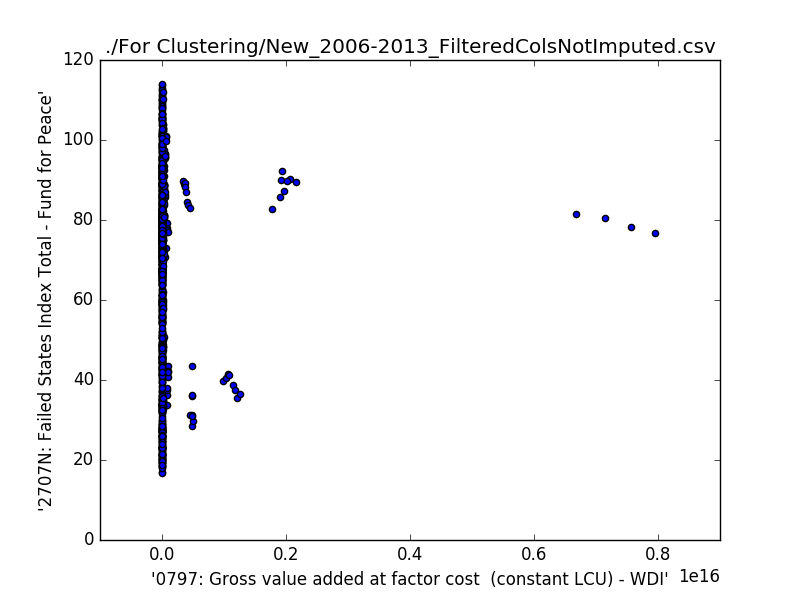 ./For Clustering/New_2006-2013_FilteredColsNotImputed.csv
120
100
80
60
40
20
0
'2707N: Failed States Index Total - Fund for Peace'
0.0 0.2 0.4 0.6 0.8
1e16
'0797: Gross value added at factor cost  (constant LCU) - WDI'